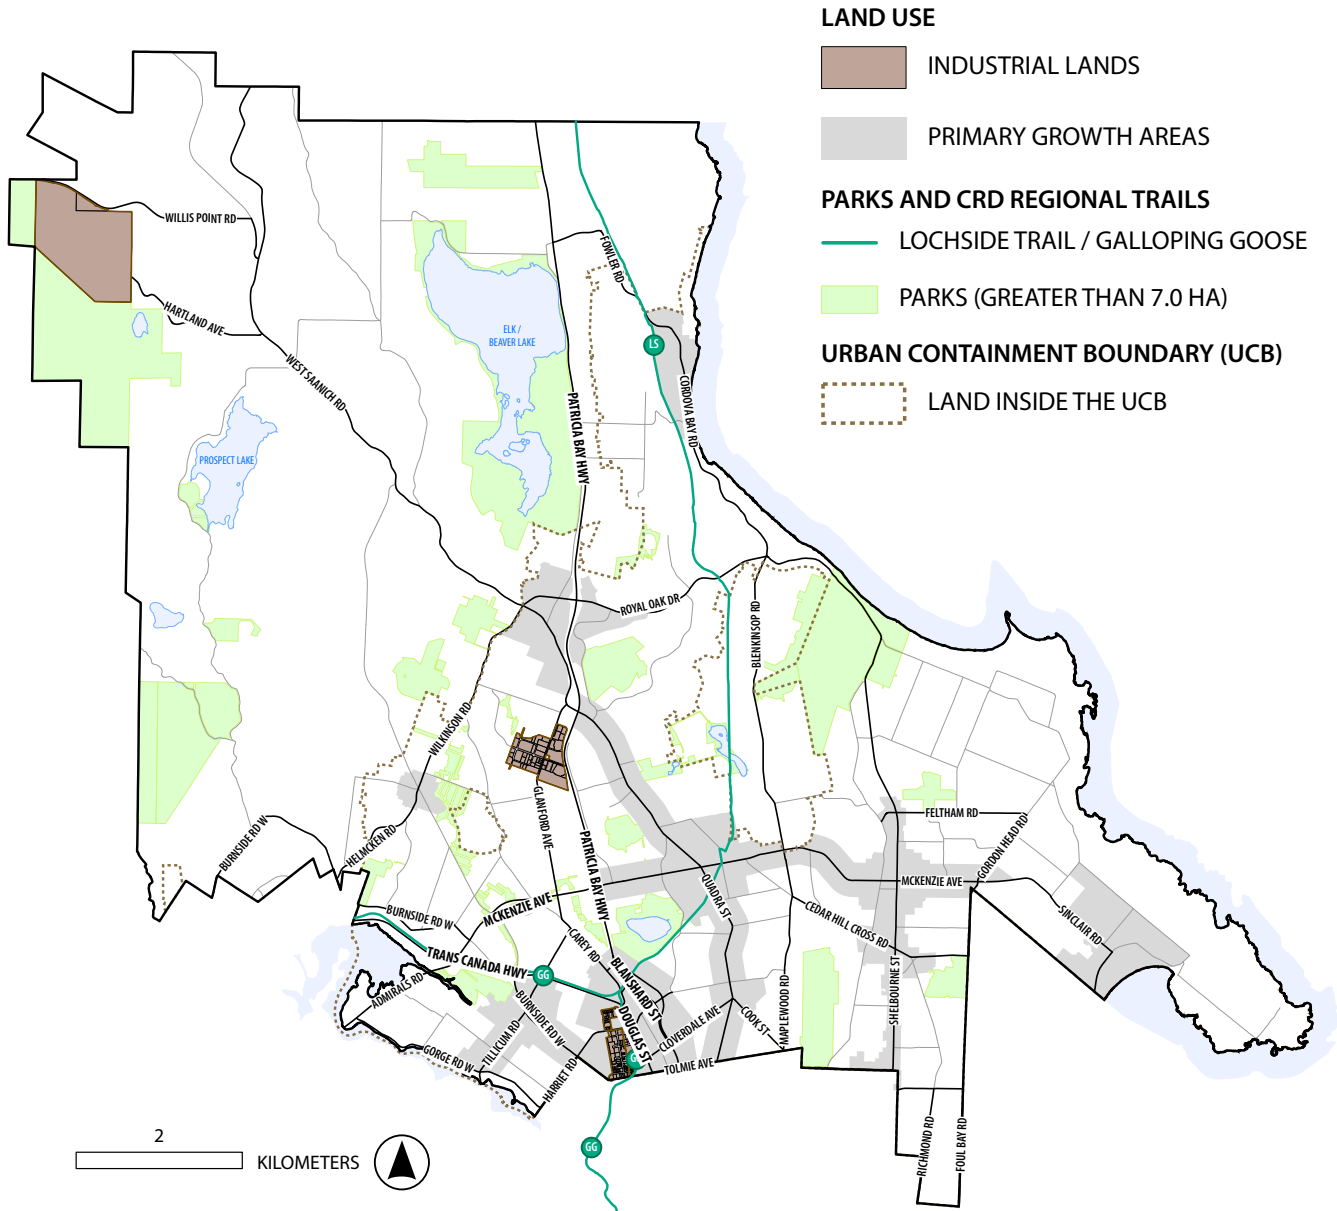 LAND USE
INDUSTRIAL LANDS
PRIMARY GROWTH AREAS
PARKS AND CRD REGIONAL TRAILS
LOCHSIDE TRAIL / GALLOPING GOOSE
PARKS (GREATER THAN 7.0 HA)
URBAN CONTAINMENT BOUNDARY (UCB)
LAND INSIDE THE UCB
WILLIS POINT RD
FOWLER RD
HARTLAND AVE
ELK /
BEAVER LAKE
LS
WEST SAANICH RD
PATRICIA BAY HWY
CORDOVA BAY RD
PROSPECT LAKE
ROYAL OAK DR
BLENKINSOP RD
WILKINSON RD
GLANFORD AVE
PATRICIA BAY HWY
BURNSIDE RD W
HELMCKEN RD
FELTHAM RD
GORDON HEAD RD
MCKENZIE AVE
QUADRA ST
MCKENZIE AVE
BURNSIDE RD W
CEDAR HILL CROSS RD
SINCLAIR RD
CAREY RD
TRANS CANADA HWY
GG
BLANSHARD ST
ADMIRALS RD
SHELBOURNE ST
MAPLEWOOD RD
BURNSIDE RD W
DOUGLAS ST
CLOVERDALE AVE
COOK ST
TILLICUM RD
GORGE RD W
HARRIET RD
TOLMIE AVE
GG
RICHMOND RD
FOUL BAY RD
2
KILOMETERS